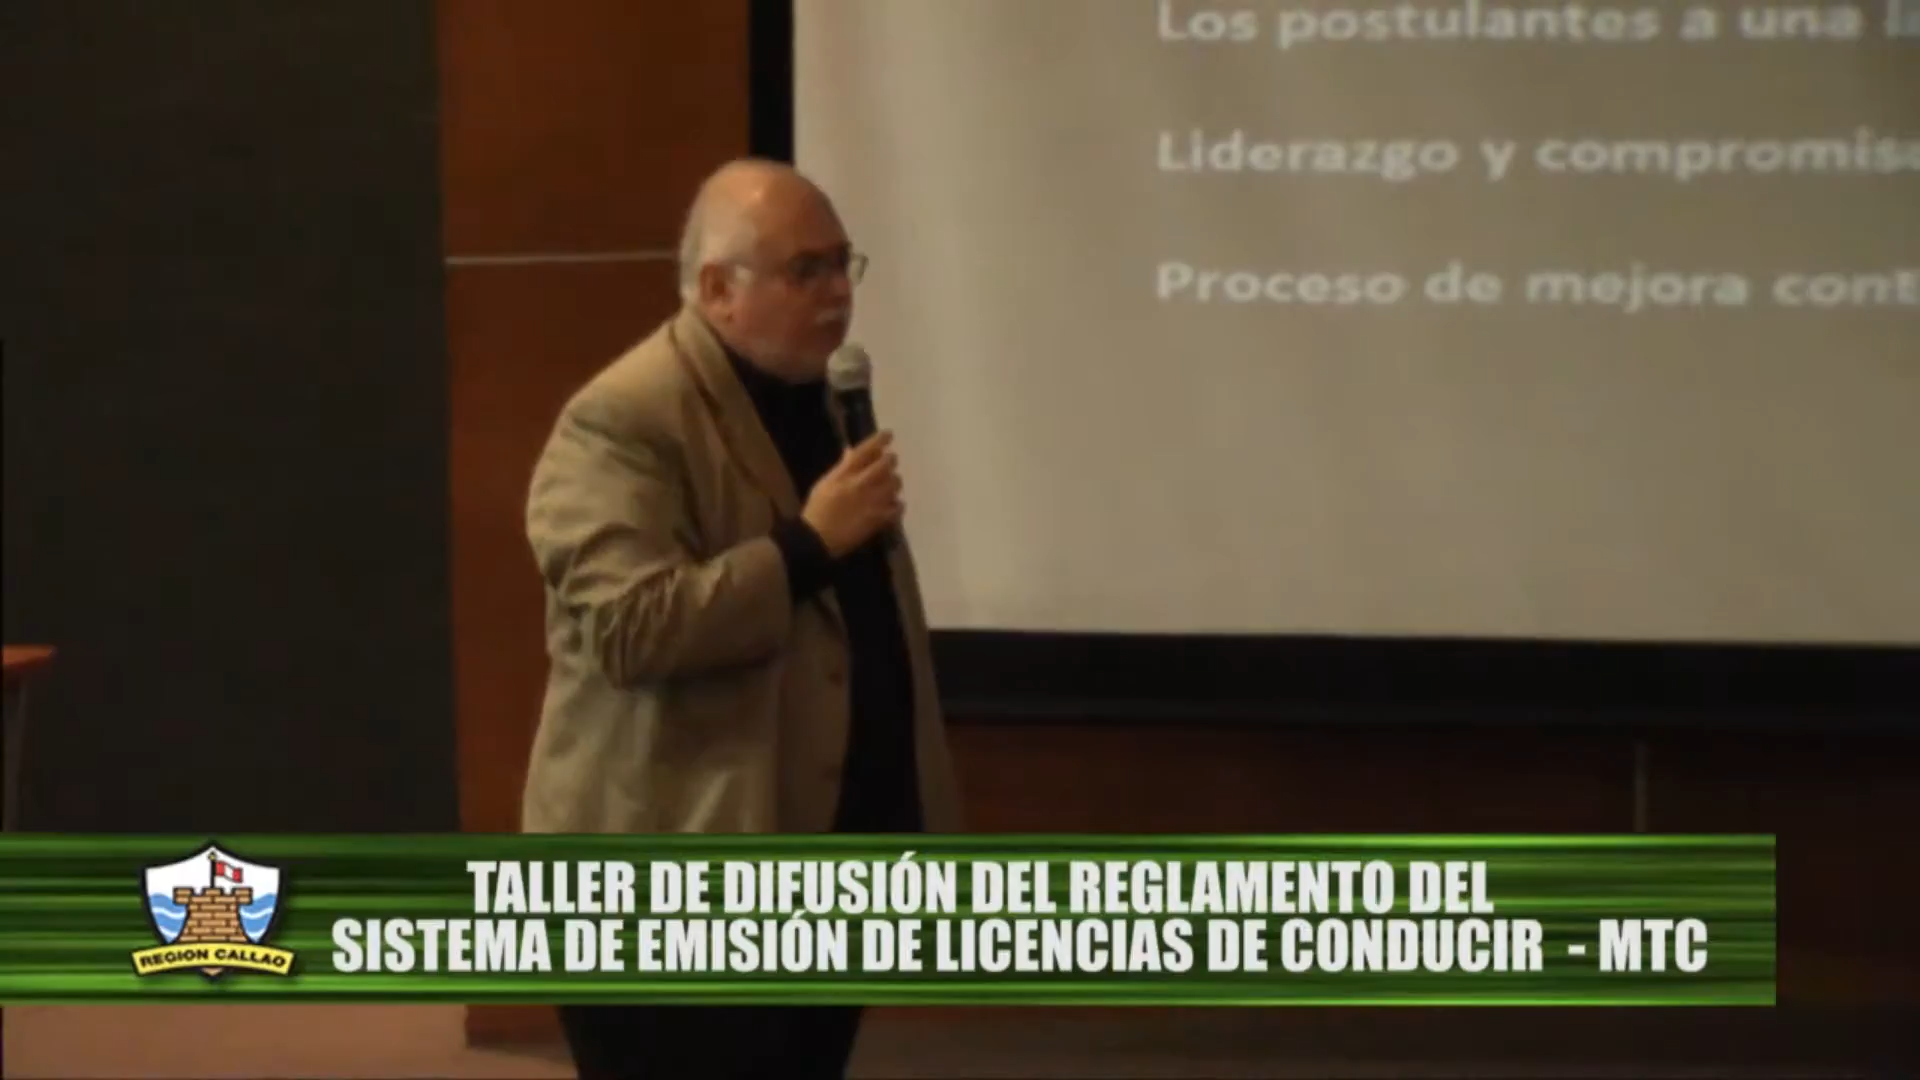 Los postulantes a una
Liderazgo y compromiso
Proceso de mejora cont
TALLER DE DIFUSIÓN DEL REGLAMENTO DEL
SISTEMA DE EMISIÓN DE LICENCIAS DE CONDUCIR - MTC
REGION CALLAO